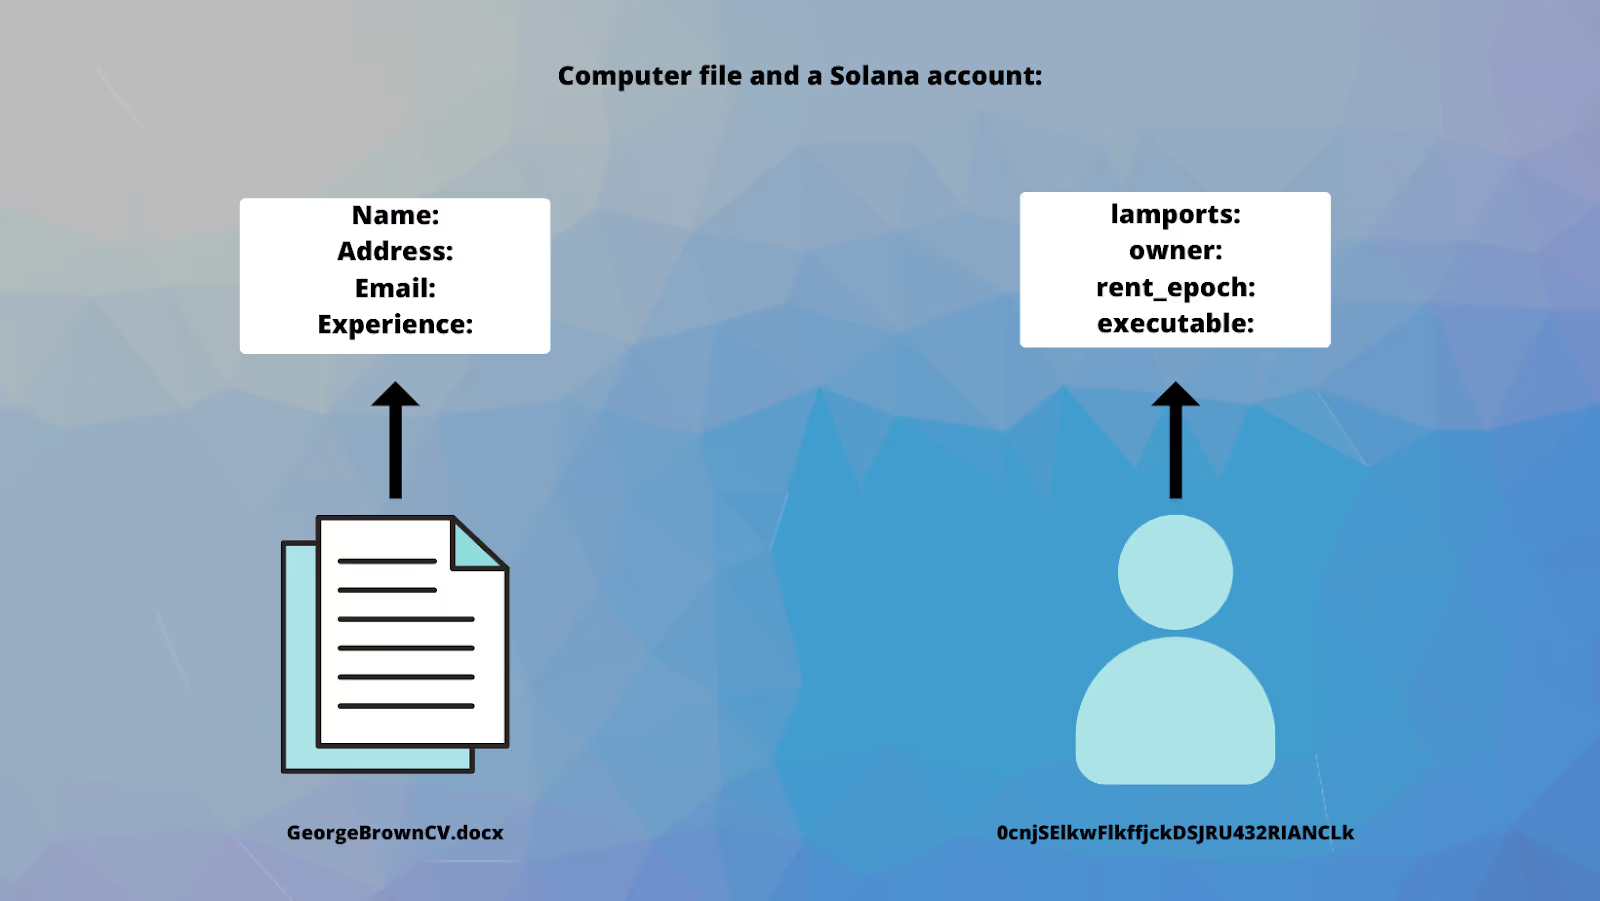 Computer file and a Solana account:
Name:
Address:
Email:
Experience:
lamports:
owner:
rent_epoch:
executable:
GeorgeBrownCV.docx
0cnjSElkwFlkffjckDSJRU432RIANCLk